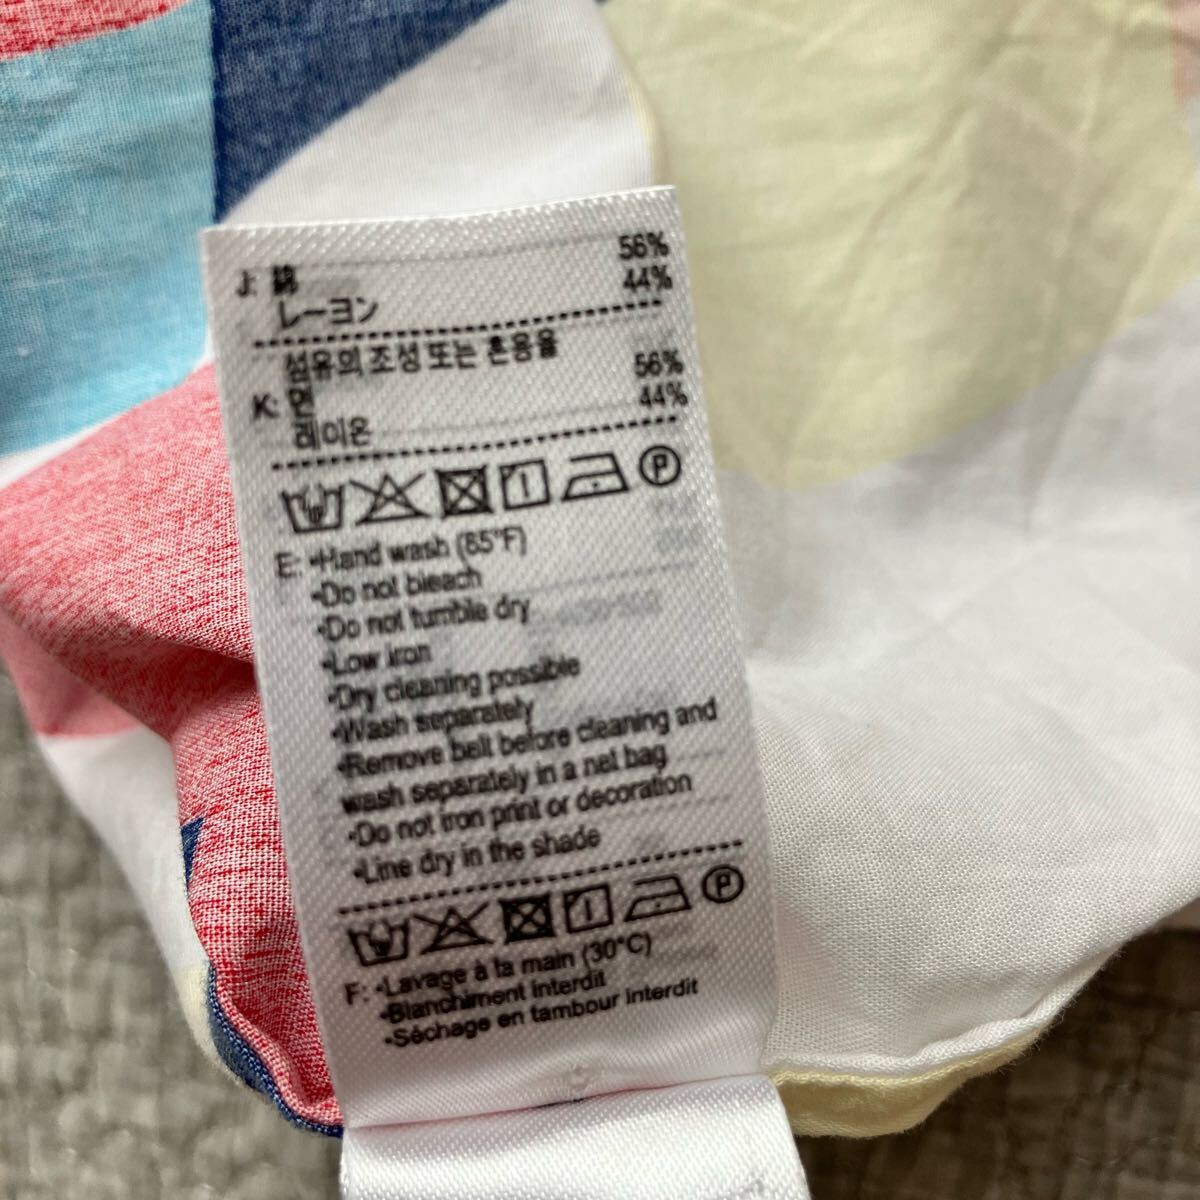 J: 綿 56%
レーヨン 44%
섬유의 조성 또는 혼용율
K: 면 56%
레이온 44%
P
E: •Hand wash (85°F)
•Do not bleach
•Do not tumble dry
•Low iron
•Dry cleaning possible
•Wash separately
•Remove belt before cleaning and
wash separately in a net bag
•Do not iron print or decoration
•Line dry in the shade
P
F: •Lavage à la main (30°C)
•Blanchiment interdit
•Séchage en tambour interdit